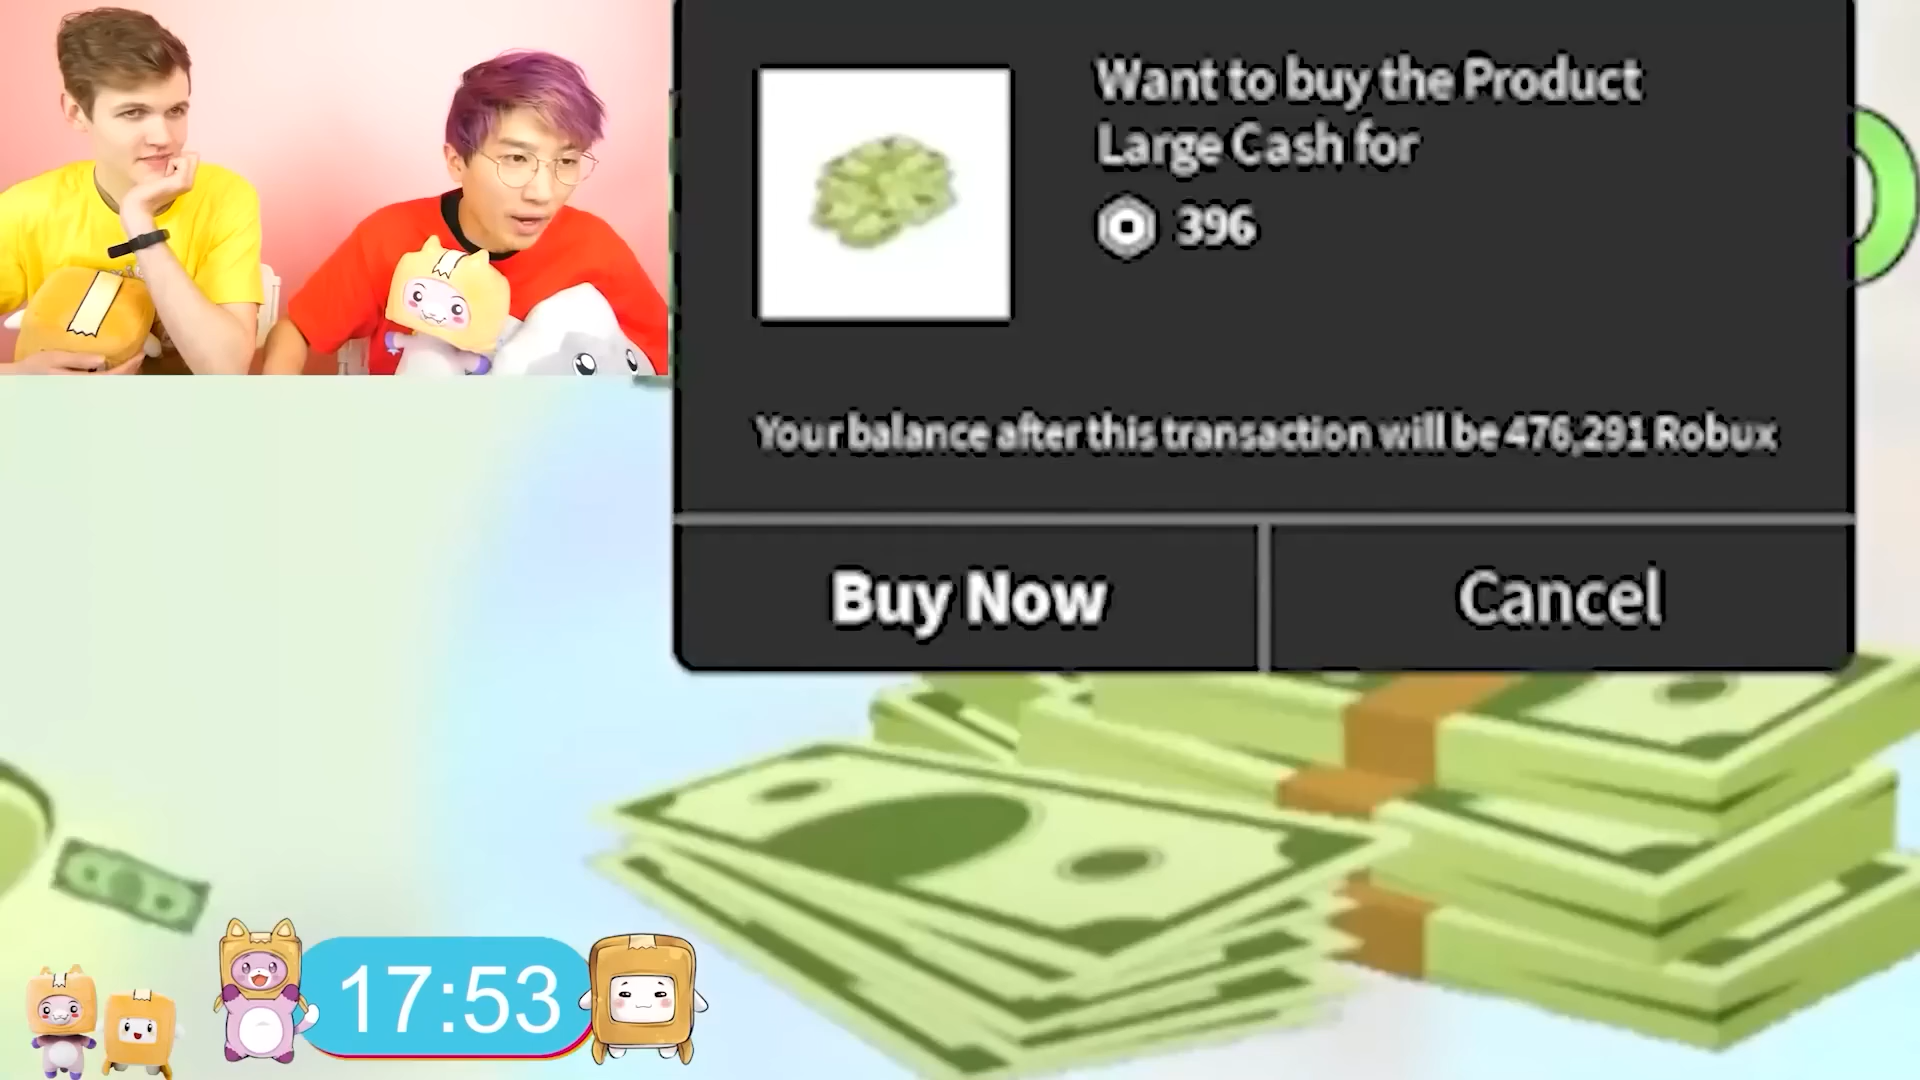 Want to buy the Product
Large Cash for
396
Your balance after this transaction will be 476,291 Robux
Buy Now
Cancel
17:53